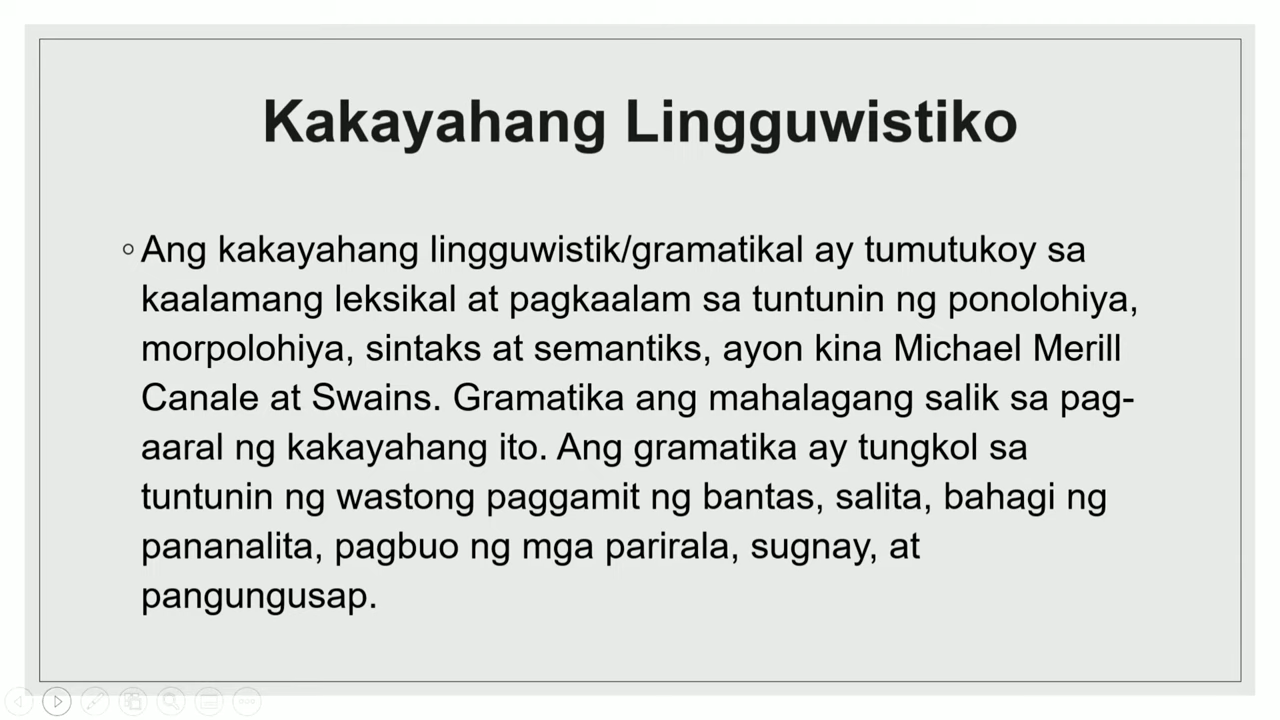 Kakayahang Lingguwistiko
◦ Ang kakayahang lingguwistik/gramatikal ay tumutukoy sa
kaalamang leksikal at pagkaalam sa tuntunin ng ponolohiya,
morpolohiya, sintaks at semantiks, ayon kina Michael Merill
Canale at Swains. Gramatika ang mahalagang salik sa pag-
aaral ng kakayahang ito. Ang gramatika ay tungkol sa
tuntunin ng wastong paggamit ng bantas, salita, bahagi ng
pananalita, pagbuo ng mga parirala, sugnay, at
pangungusap.